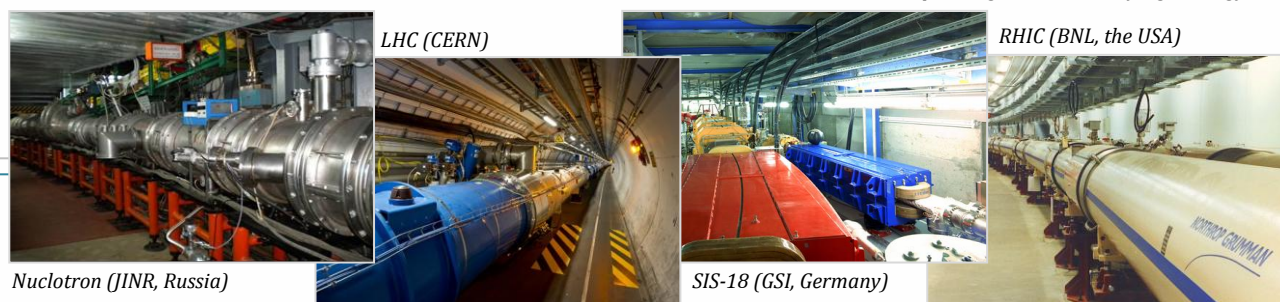 LHC (CERN)
RHIC (BNL, the USA)
Nuclotron (JINR, Russia)
SIS-18 (GSI, Germany)
NORTHROP GRUMMAN